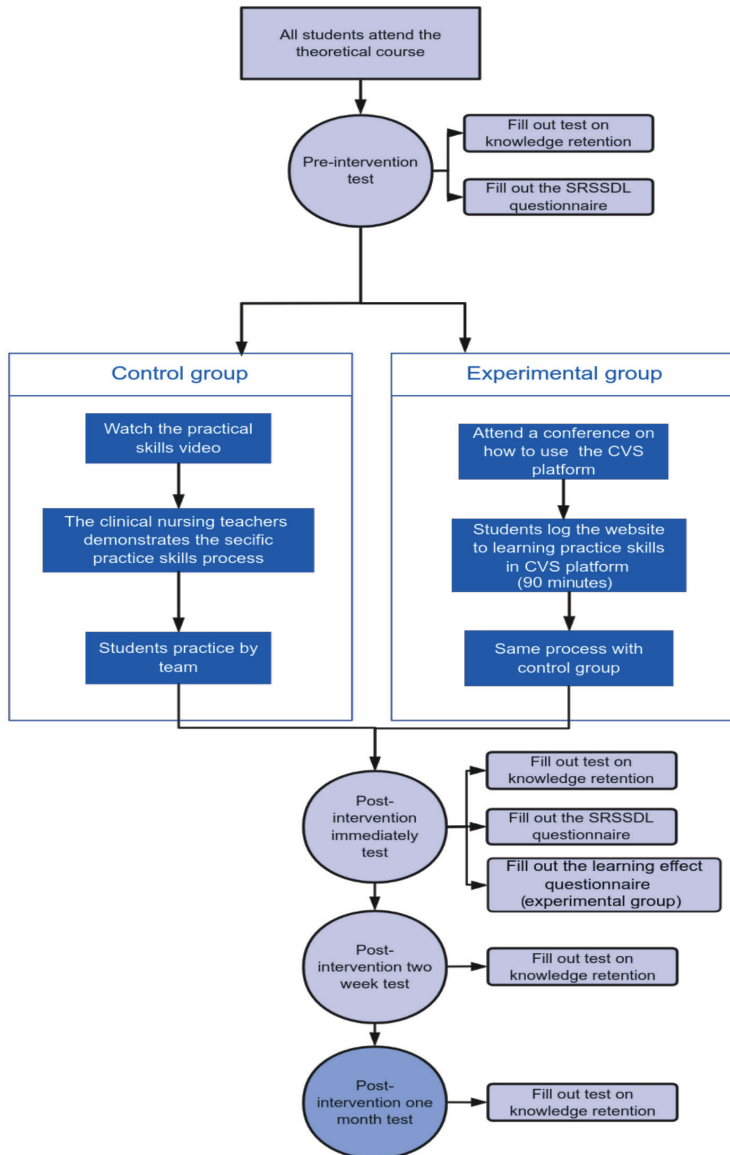 All students attend the
theoretical course
Pre-intervention
test
Fill out test on
knowledge retention
Fill out the SRSSDL
questionnaire
Control group
Watch the practical
skills video
The clinical nursing teachers
demonstrates the secific
practice skills process
Students practice by
team
Experimental group
Attend a conference on
how to use the CVS
platform
Students log the website
to learning practice skills
in CVS platform
(90 minutes)
Same process with
control group
Post-
intervention
immediately
test
Fill out test on
knowledge retention
Fill out the SRSSDL
questionnaire
Fill out the learning effect
questionnaire
(experimental group)
Post-
intervention two
week test
Fill out test on
knowledge retention
Post-
intervention one
month test
Fill out test on
knowledge retention